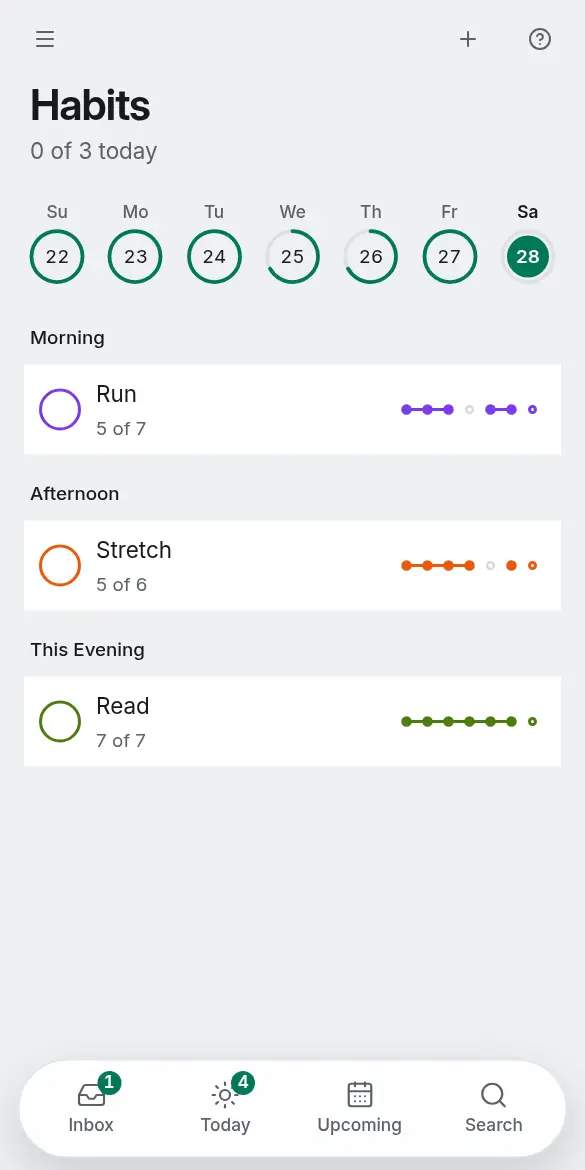 Habits
0 of 3 today
Su Mo Tu We Th Fr Sa
22 23 24 25 26 27 28
Morning
Run
5 of 7
Afternoon
Stretch
5 of 6
This Evening
Read
7 of 7
1 4
Inbox Today Upcoming Search